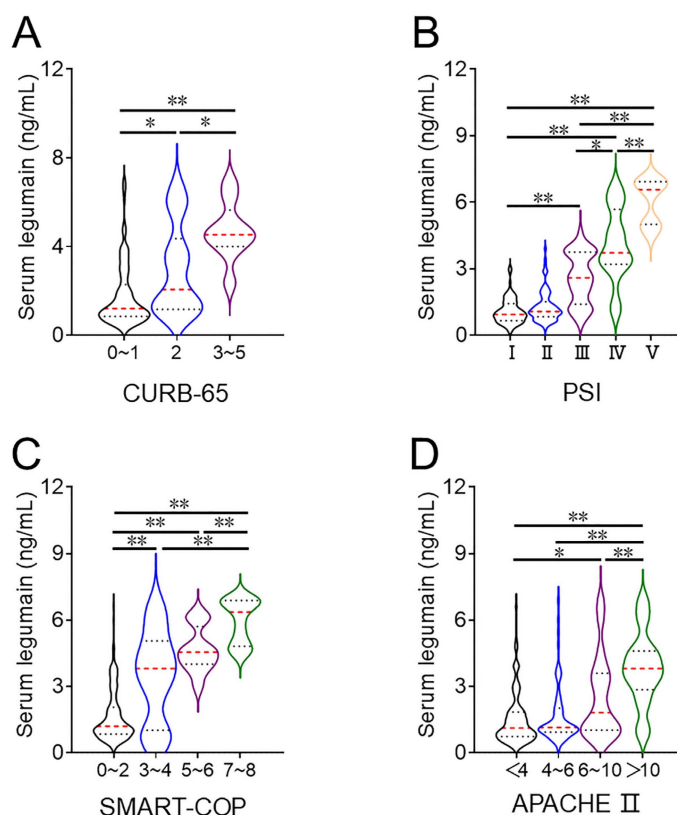 A
Serum legumain (ng/mL)
12
8
4
0
**
* *
0~1 2 3~5
CURB-65
B
Serum legumain (ng/mL)
12
9
6
3
0
**
**
** * **
**
I II III IV V
PSI
C
Serum legumain (ng/mL)
12
9
6
3
0
**
** **
** **
0~2 3~4 5~6 7~8
SMART-COP
D
Serum legumain (ng/mL)
12
9
6
3
0
**
**
* **
<4 4~6 6~10 >10
APACHE II